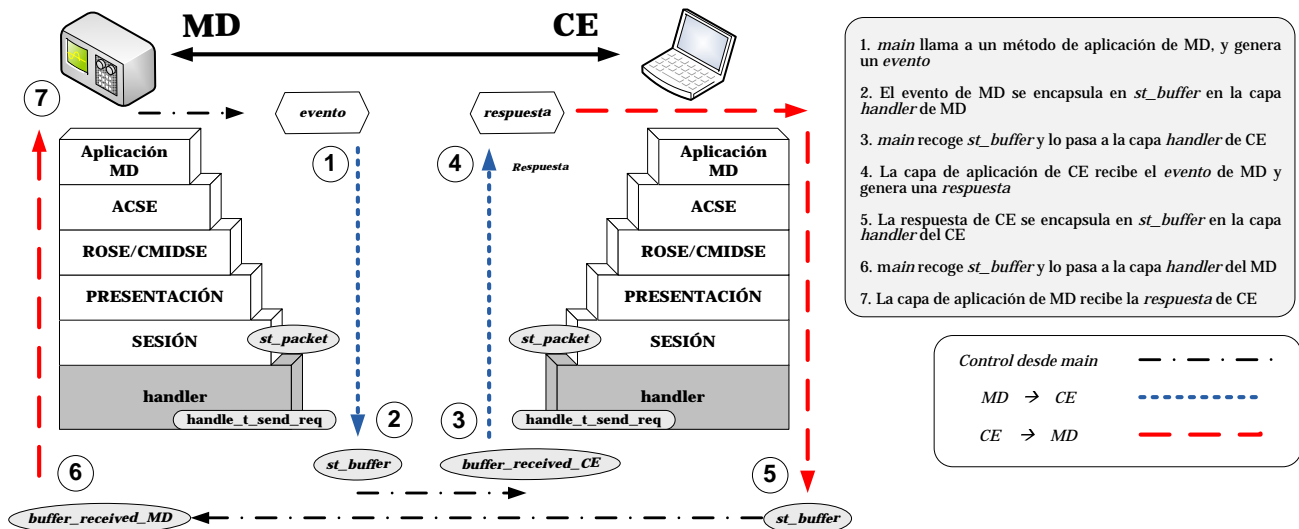 MD
CE
7
evento
respuesta
1
4
Respuesta
Aplicación
MD
ACSE
ROSE/CMIDSE
PRESENTACIÓN
SESIÓN
st_packet
handler
handle_t_send_req
Aplicación
MD
ACSE
ROSE/CMIDSE
PRESENTACIÓN
st_packet
SESIÓN
handler
handle_t_send_req
2
3
6
st_buffer
buffer_received_CE
5
buffer_received_MD
st_buffer
1. main llama a un método de aplicación de MD, y genera
un evento
2. El evento de MD se encapsula en st_buffer en la capa
handler de MD
3. main recoge st_buffer y lo pasa a la capa handler de CE
4. La capa de aplicación de CE recibe el evento de MD y
genera una respuesta
5. La respuesta de CE se encapsula en st_buffer en la capa
handler del CE
6. main recoge st_buffer y lo pasa a la capa handler del MD
7. La capa de aplicación de MD recibe la respuesta de CE
Control desde main
MD → CE
CE → MD